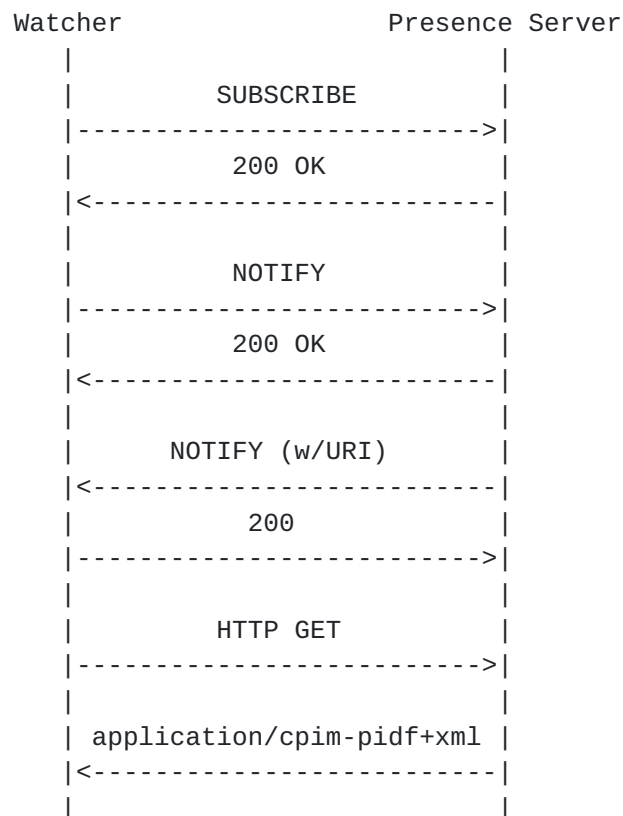 Watcher Presence Server
SUBSCRIBE
200 OK
NOTIFY
200 OK
NOTIFY (w/URI)
200
HTTP GET
application/cpim-pidf+xml